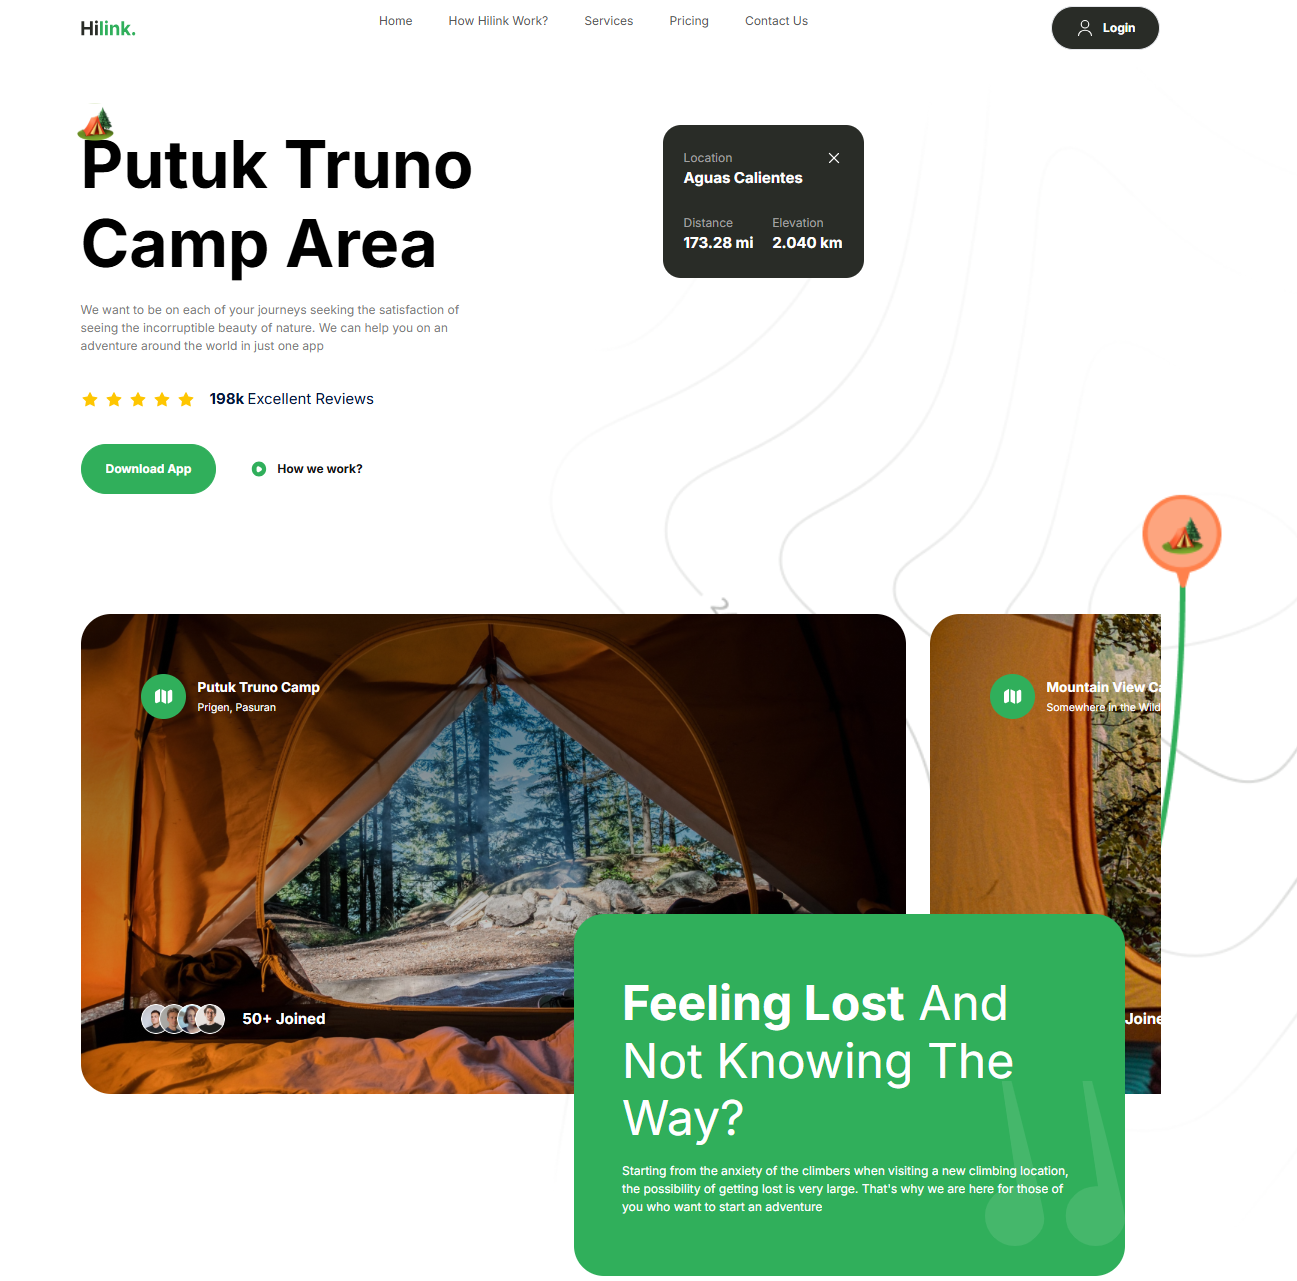 Hilink.
Home
How Hilink Work?
Services
Pricing
Contact Us
Login
Putuk Truno
Camp Area
We want to be on each of your journeys seeking the satisfaction of
seeing the incorruptible beauty of nature. We can help you on an
adventure around the world in just one app
198k Excellent Reviews
Download App
How we work?
Location
Aguas Calientes
Distance
Elevation
173.28 mi
2.040 km
2
Putuk Truno Camp
Prigen, Pasuran
50+ Joined
Mountain View
Somewhere in the Wild
Feeling Lost And
Not Knowing The
Way?
Starting from the anxiety of the climbers when visiting a new climbing location,
the possibility of getting lost is very large. That's why we are here for those of
you who want to start an adventure